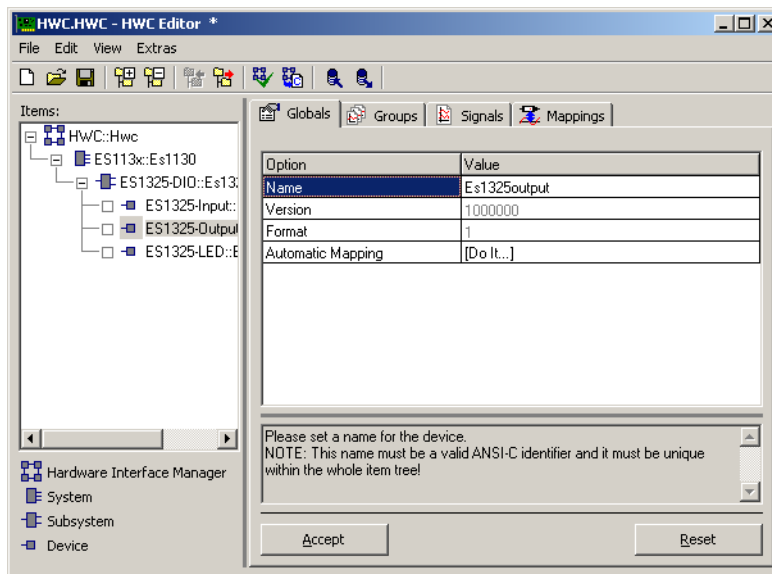 HWC.HWC - HWC Editor *
File Edit View Extras
Items:
HWC::Hwc
ES113x::Es1130
ES1325-DIO::Es13
ES1325-Input::
ES1325-Output
ES1325-LED::E
Hardware Interface Manager
System
Subsystem
Device
Globals Groups Signals Mappings
Option Value
Name Es1325output
Version 1000000
Format 1
Automatic Mapping [Do It...]
Please set a name for the device.
NOTE: This name must be a valid ANSI-C identifier and it must be unique
within the whole item tree!
Accept Reset